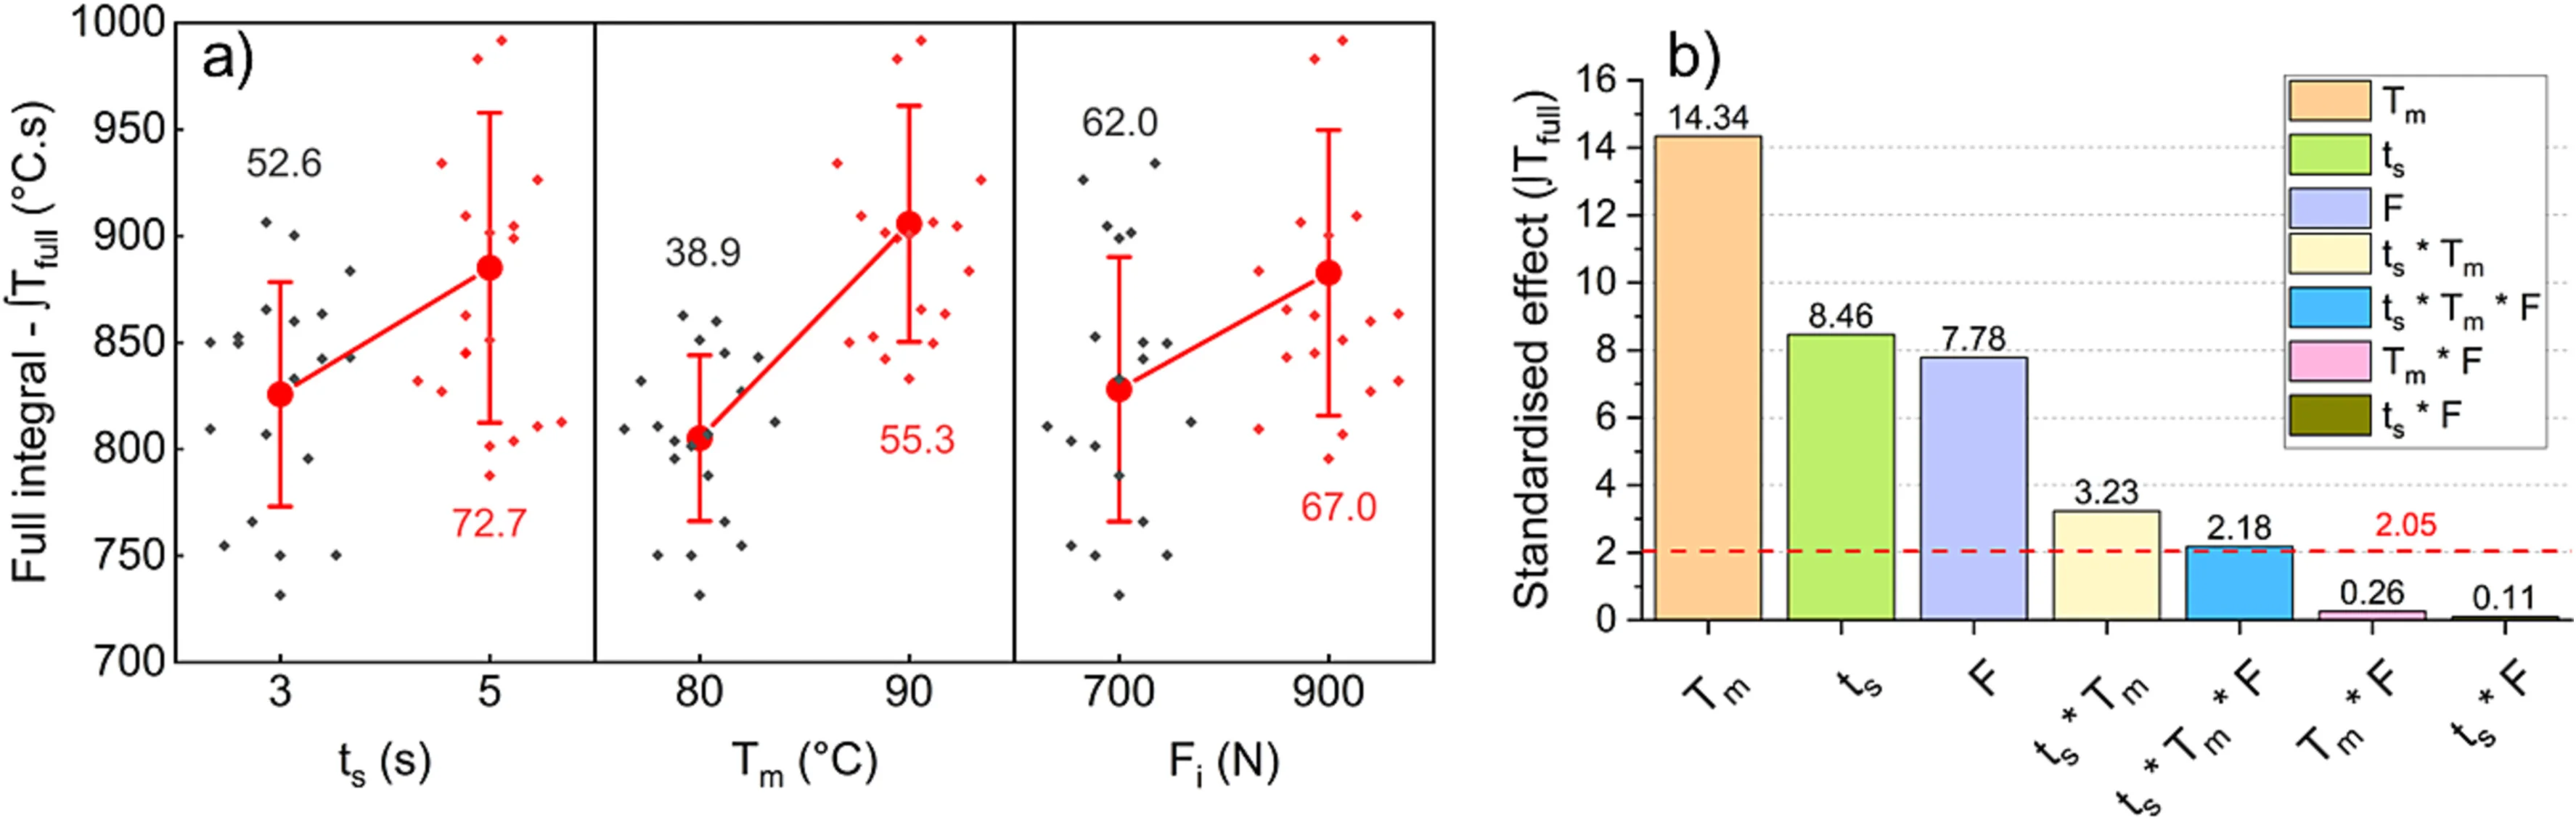 a)
Full integral - ∫T_full (°C.s)
1000
950
900
850
800
750
700
52.6
72.7
38.9
55.3
62.0
67.0
3 5 80 90 700 900
t_s (s) T_m (°C) F_i (N)
b)
Standardised effect (∫T_full)
16
14
12
10
8
6
4
2
0
14.34
8.46
7.78
3.23
2.18
2.05
0.26
0.11
T_m
t_s
F
t_s * T_m
t_s * T_m * F
T_m * F
t_s * F
T_m
t_s
F
t_s * T_m
t_s * T_m * F
T_m * F
t_s * F